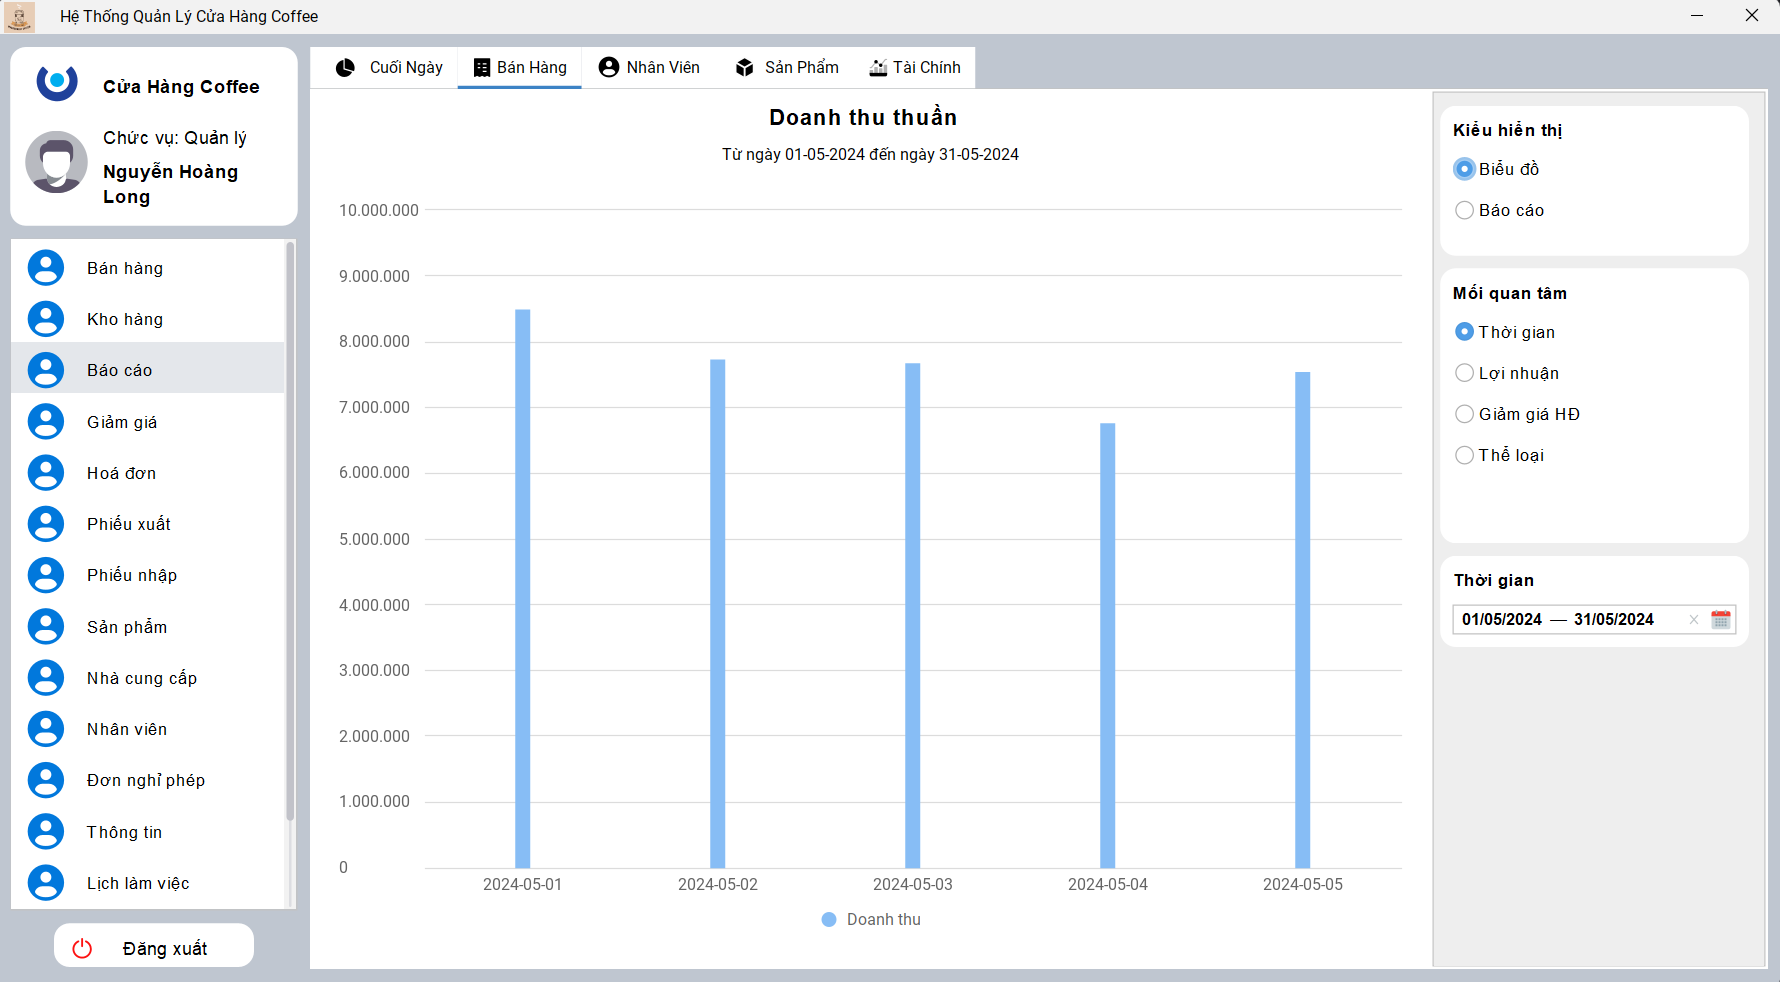 Hệ Thống Quản Lý Cửa Hàng Coffee
Cửa Hàng Coffee
Chức vụ: Quản lý
Nguyễn Hoàng
Long
Bán hàng
Kho hàng
Báo cáo
Giảm giá
Hoá đơn
Phiếu xuất
Phiếu nhập
Sản phẩm
Nhà cung cấp
Nhân viên
Đơn nghỉ phép
Thông tin
Lịch làm việc
Đăng xuất
Cuối Ngày
Bán Hàng
Nhân Viên
Sản Phẩm
Tài Chính
Doanh thu thuần
Từ ngày 01-05-2024 đến ngày 31-05-2024
10.000.000
9.000.000
8.000.000
7.000.000
6.000.000
5.000.000
4.000.000
3.000.000
2.000.000
1.000.000
0
2024-05-01
2024-05-02
2024-05-03
2024-05-04
2024-05-05
Doanh thu
Kiểu hiển thị
Biểu đồ
Báo cáo
Mối quan tâm
Thời gian
Lợi nhuận
Giảm giá HĐ
Thể loại
Thời gian
01/05/2024 — 31/05/2024